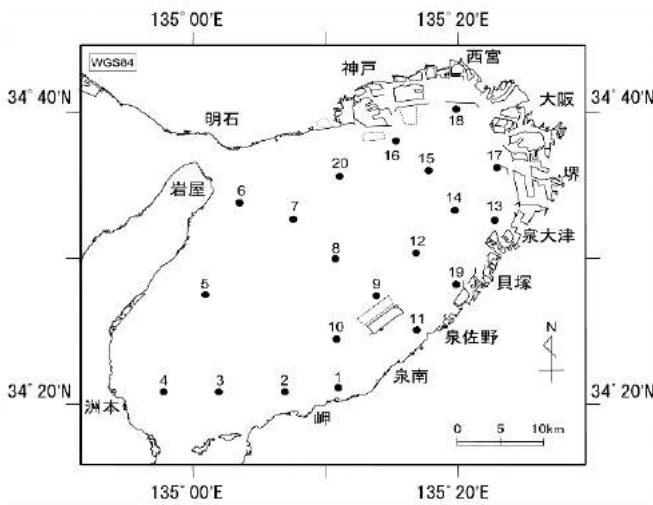 135° 00'E
135° 20'E
WGS84
西宮
神戸
34° 40'N
34° 40'N
大阪
明石
18
16
15
17
堺
20
岩屋
6
14
13
7
泉大津
12
8
貝塚
19
5
9
11
泉佐野
10
N
泉南
34° 20'N
34° 20'N
4
3
2
1
洲本
岬
0
5
10km
135° 00'E
135° 20'E